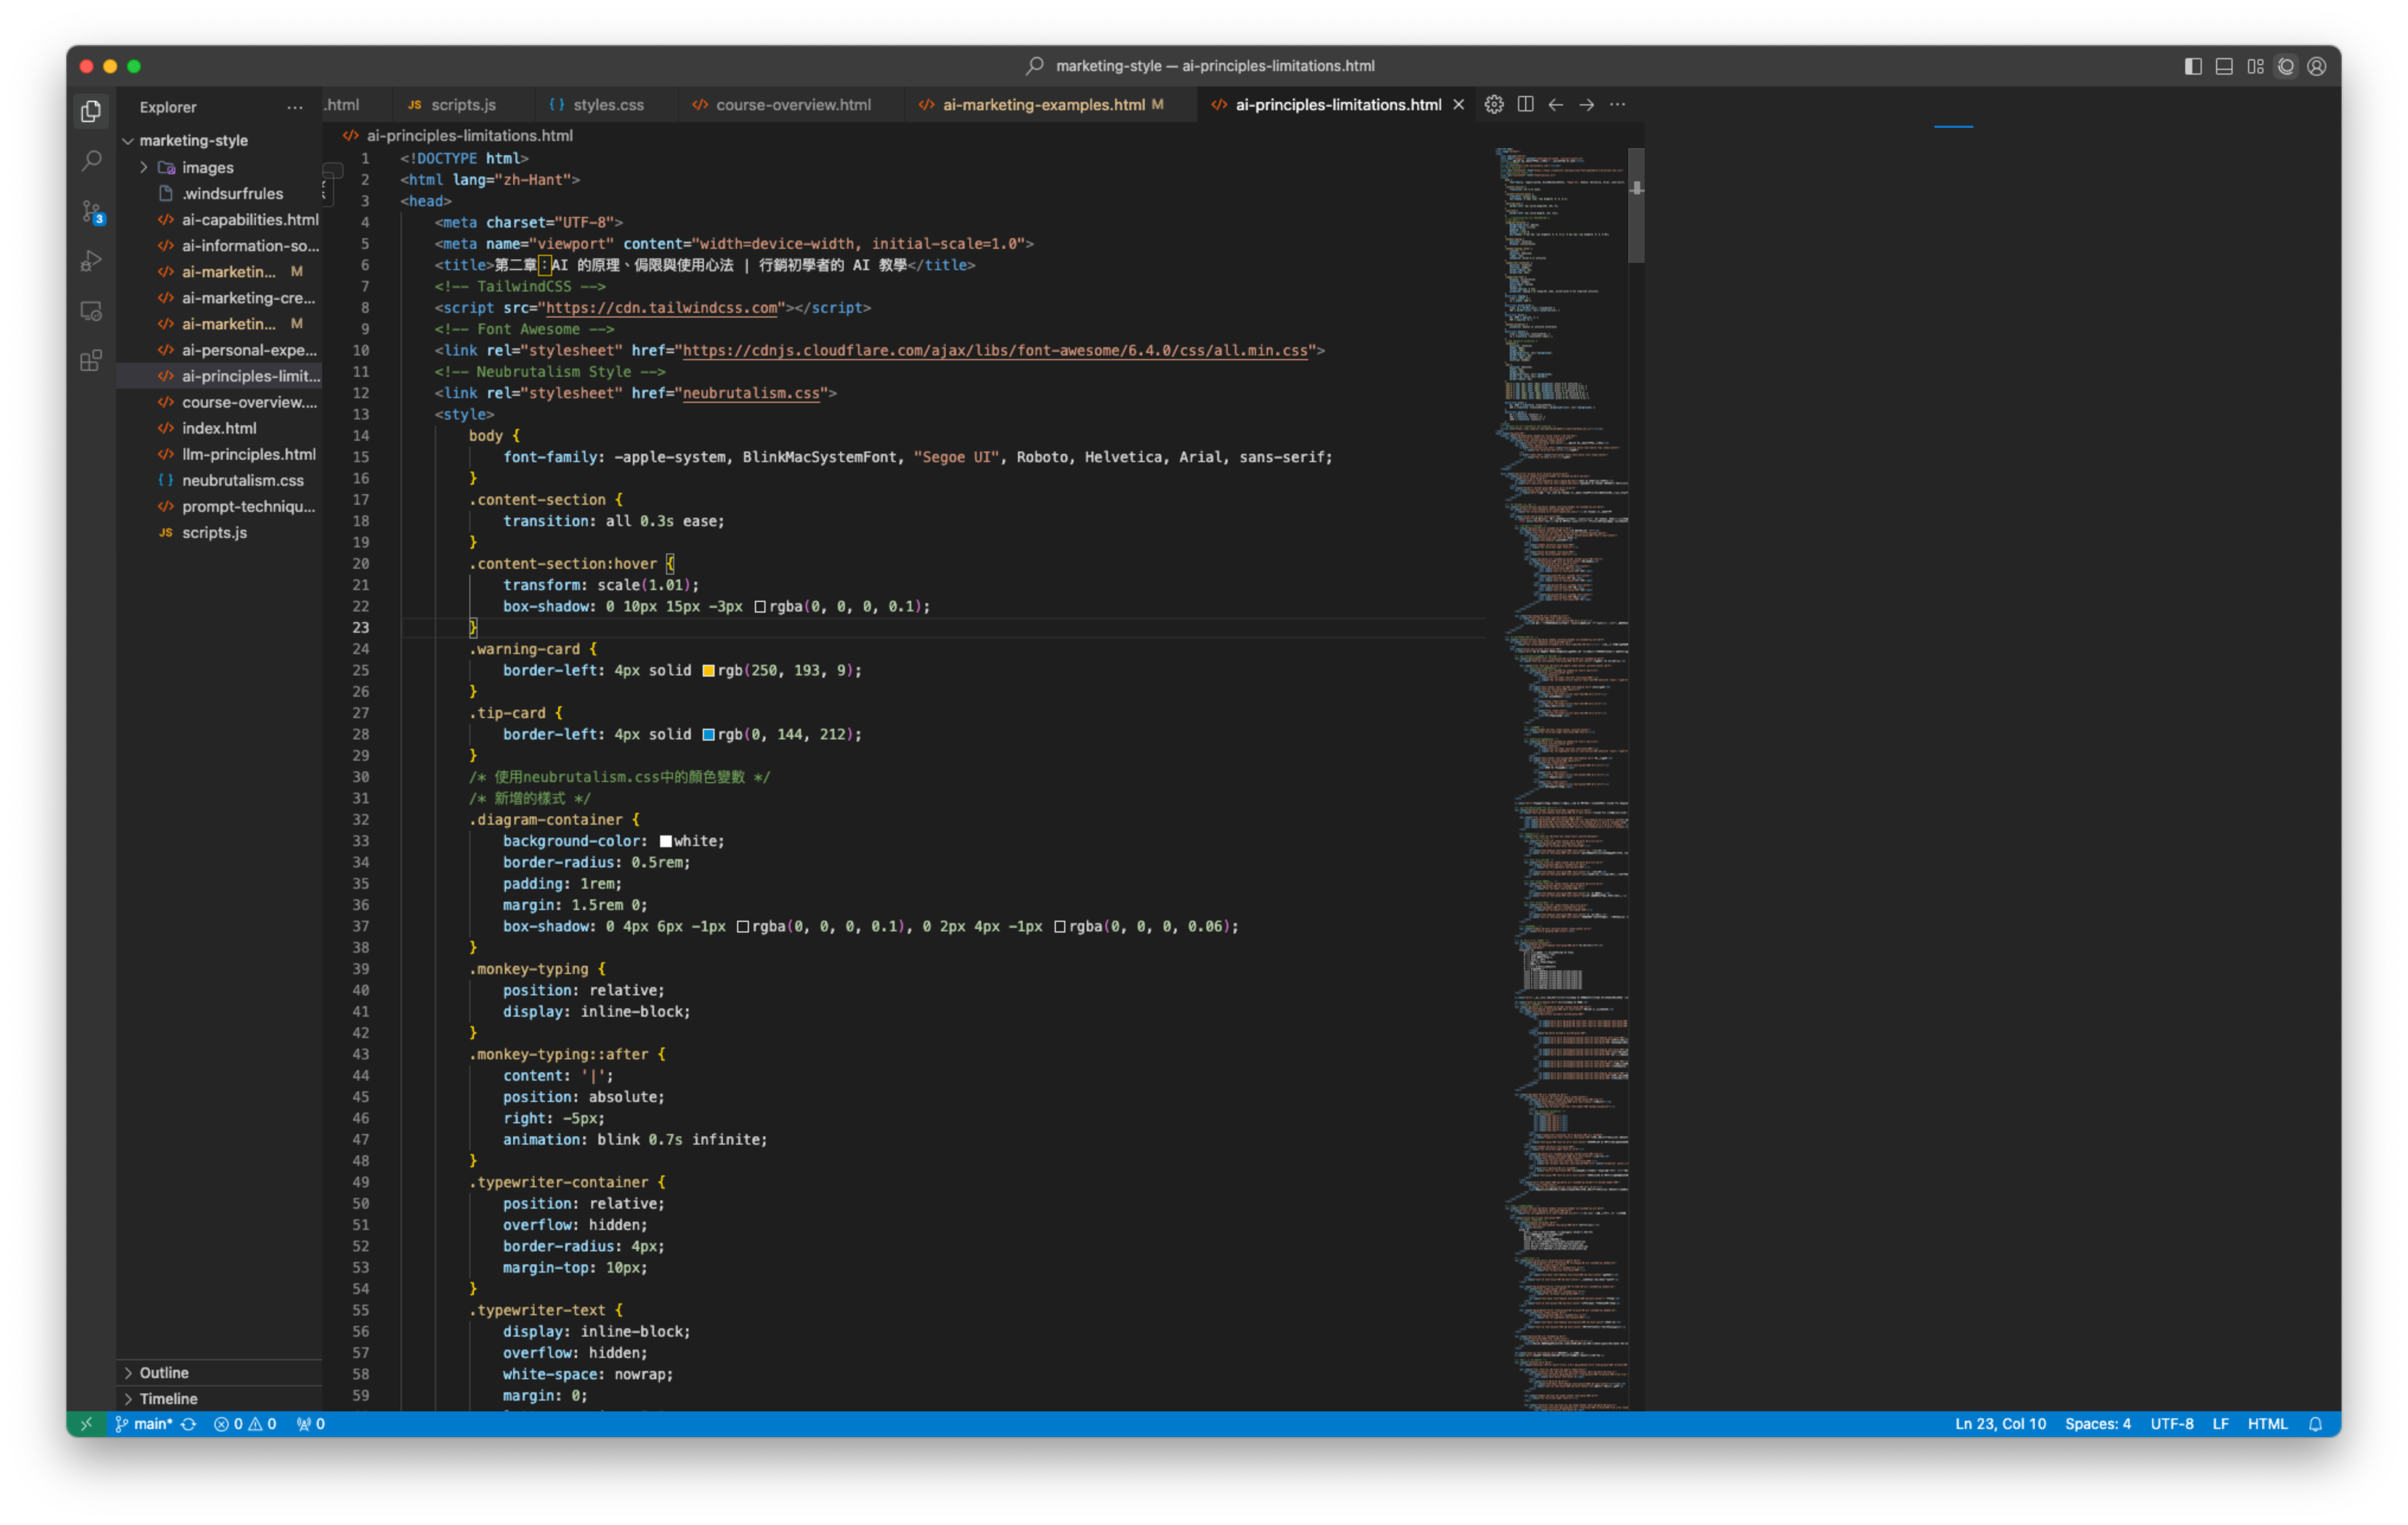 marketing-style — ai-principles-limitations.html
Explorer
.html
JS scripts.js
{ } styles.css
</> course-overview.html
</> ai-marketing-examples.html M
</> ai-principles-limitations.html
marketing-style
images
.windsurfrules
</> ai-capabilities.html
</> ai-information-so...
</> ai-marketin... M
</> ai-marketing-cre...
</> ai-marketin... M
</> ai-personal-expe...
</> ai-principles-limit...
</> course-overview....
</> index.html
</> llm-principles.html
{ } neubrutalism.css
</> prompt-techniqu...
JS scripts.js
3
Outline
Timeline
</> ai-principles-limitations.html
1 <!DOCTYPE html>
2 <html lang="zh-Hant">
3 <head>
4 <meta charset="UTF-8">
5 <meta name="viewport" content="width=device-width, initial-scale=1.0">
6 <title>第二章：AI 的原理、侷限與使用心法 | 行銷初學者的 AI 教學</title>
7 <!-- TailwindCSS -->
8 <script src="https://cdn.tailwindcss.com"></script>
9 <!-- Font Awesome -->
10 <link rel="stylesheet" href="https://cdnjs.cloudflare.com/ajax/libs/font-awesome/6.4.0/css/all.min.css">
11 <!-- Neubrutalism Style -->
12 <link rel="stylesheet" href="neubrutalism.css">
13 <style>
14 body {
15 font-family: -apple-system, BlinkMacSystemFont, "Segoe UI", Roboto, Helvetica, Arial, sans-serif;
16 }
17 .content-section {
18 transition: all 0.3s ease;
19 }
20 .content-section:hover {
21 transform: scale(1.01);
22 box-shadow: 0 10px 15px -3px rgba(0, 0, 0, 0.1);
23 }
24 .warning-card {
25 border-left: 4px solid rgb(250, 193, 9);
26 }
27 .tip-card {
28 border-left: 4px solid rgb(0, 144, 212);
29 }
30 /* 使用neubrutalism.css中的顏色變數 */
31 /* 新增的樣式 */
32 .diagram-container {
33 background-color: white;
34 border-radius: 0.5rem;
35 padding: 1rem;
36 margin: 1.5rem 0;
37 box-shadow: 0 4px 6px -1px rgba(0, 0, 0, 0.1), 0 2px 4px -1px rgba(0, 0, 0, 0.06);
38 }
39 .monkey-typing {
40 position: relative;
41 display: inline-block;
42 }
43 .monkey-typing::after {
44 content: '|';
45 position: absolute;
46 right: -5px;
47 animation: blink 0.7s infinite;
48 }
49 .typewriter-container {
50 position: relative;
51 overflow: hidden;
52 border-radius: 4px;
53 margin-top: 10px;
54 }
55 .typewriter-text {
56 display: inline-block;
57 overflow: hidden;
58 white-space: nowrap;
59 margin: 0;
main* 0 0 0
Ln 23, Col 10 Spaces: 4 UTF-8 LF HTML